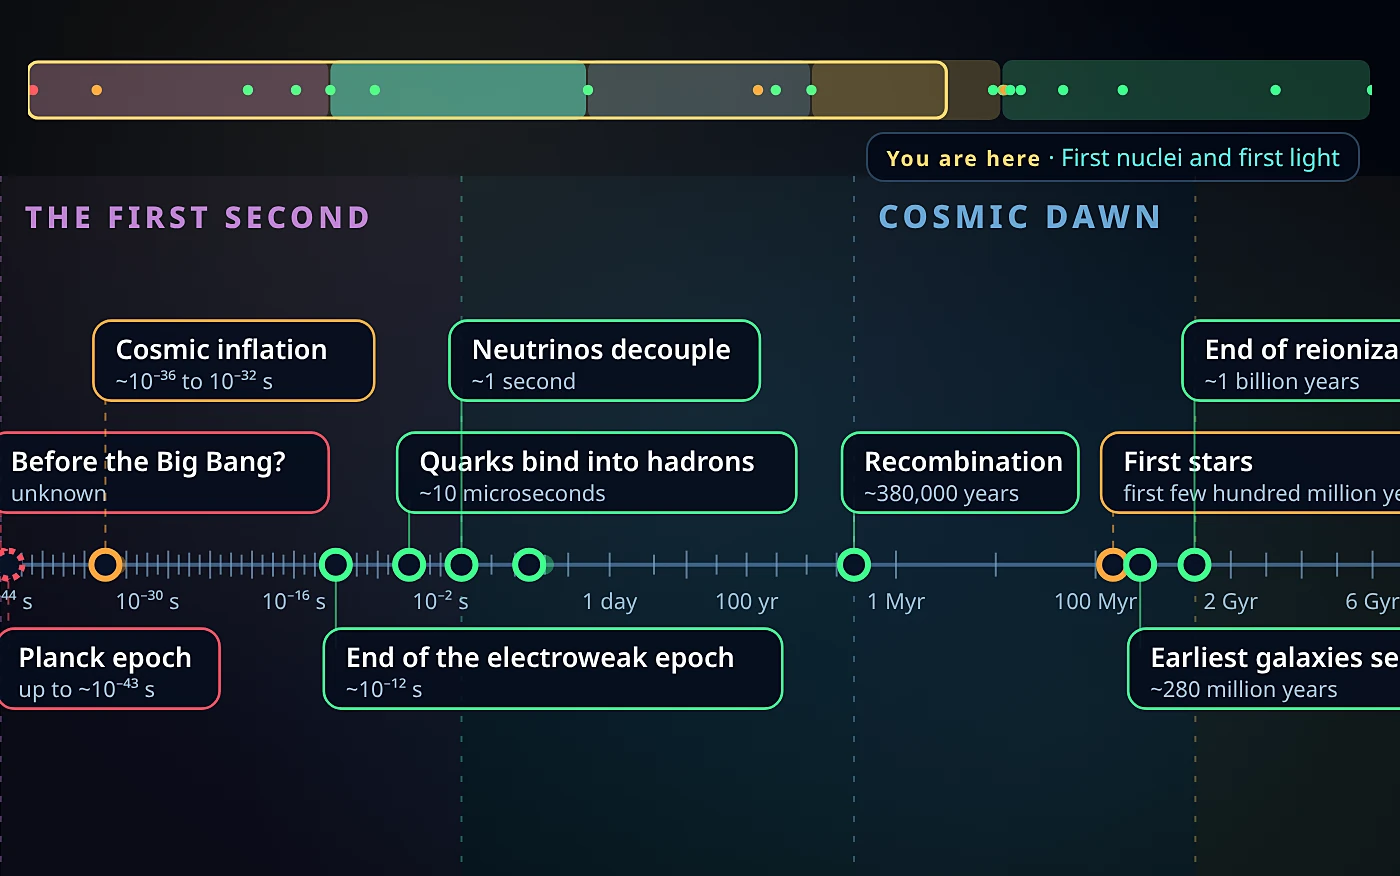 You are here · First nuclei and first light
THE FIRST SECOND
COSMIC DAWN
Cosmic inflation
~10⁻³⁶ to 10⁻³² s
Neutrinos decouple
~1 second
End of reioniza
~1 billion years
Before the Big Bang?
unknown
Quarks bind into hadrons
~10 microseconds
Recombination
~380,000 years
First stars
first few hundred million ye
⁴⁴ s
10⁻³⁰ s
10⁻¹⁶ s
10⁻² s
1 day
100 yr
1 Myr
100 Myr
2 Gyr
6 Gyr
Planck epoch
up to ~10⁻⁴³ s
End of the electroweak epoch
~10⁻¹² s
Earliest galaxies se
~280 million years